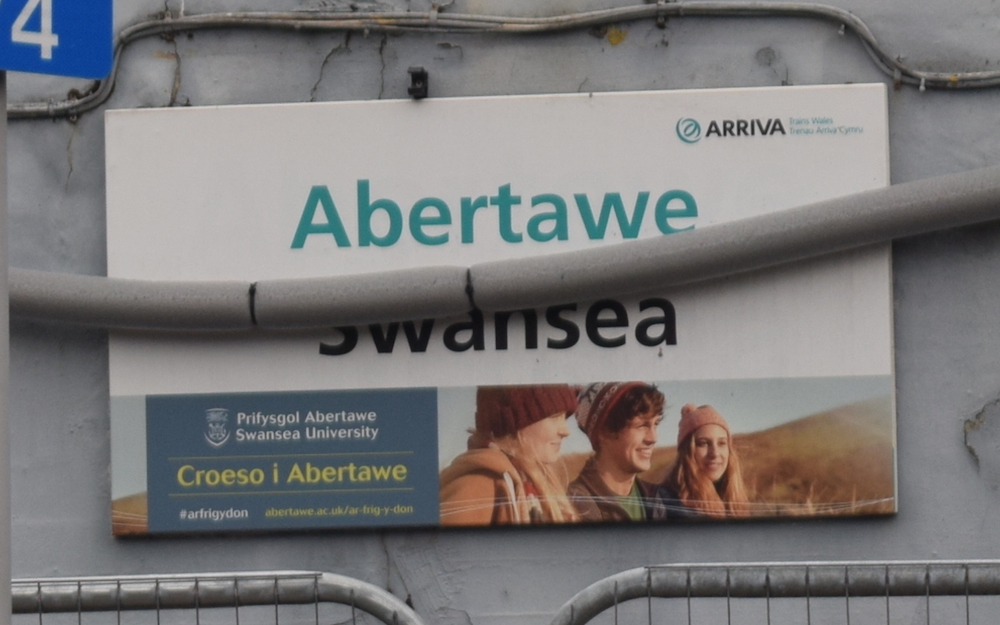 4
ARRIVA Trains Wales
Trenau Arriva Cymru
Abertawe
Swansea
Prifysgol Abertawe
Swansea University
Croeso i Abertawe
#arfrigydon abertawe.ac.uk/ar-frig-y-don